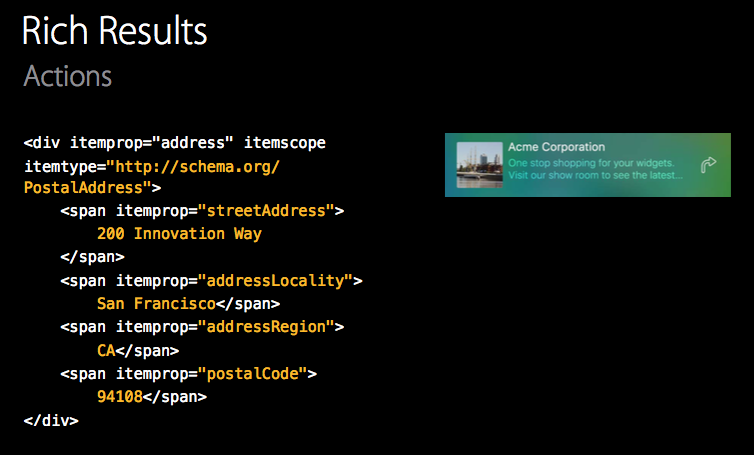 Rich Results
Actions
<div itemprop="address" itemscope
itemtype="http://schema.org/
PostalAddress">
<span itemprop="streetAddress">
200 Innovation Way
</span>
<span itemprop="addressLocality">
San Francisco</span>
<span itemprop="addressRegion">
CA</span>
<span itemprop="postalCode">
94108</span>
</div>
Acme Corporation
One stop shopping for your widgets.
Visit our show room to see the latest...